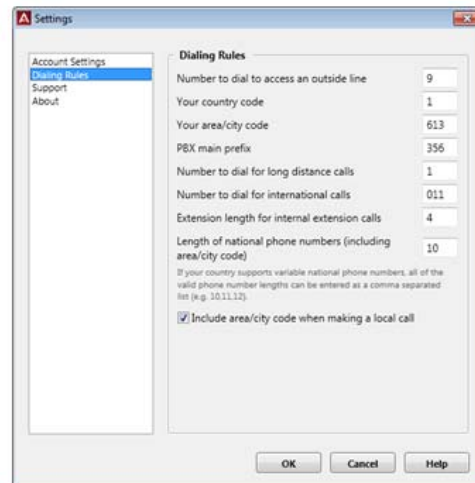 Settings
Account Settings
Dialing Rules
Support
About
Dialing Rules
Number to dial to access an outside line 9
Your country code 1
Your area/city code 613
PBX main prefix 356
Number to dial for long distance calls 1
Number to dial for international calls 011
Extension length for internal extension calls 4
Length of national phone numbers (including
area/city code) 10
If your country supports variable national phone numbers, all of the
valid phone number lengths can be entered as a comma separated
list (e.g. 10,11,12).
Include area/city code when making a local call
OK Cancel Help